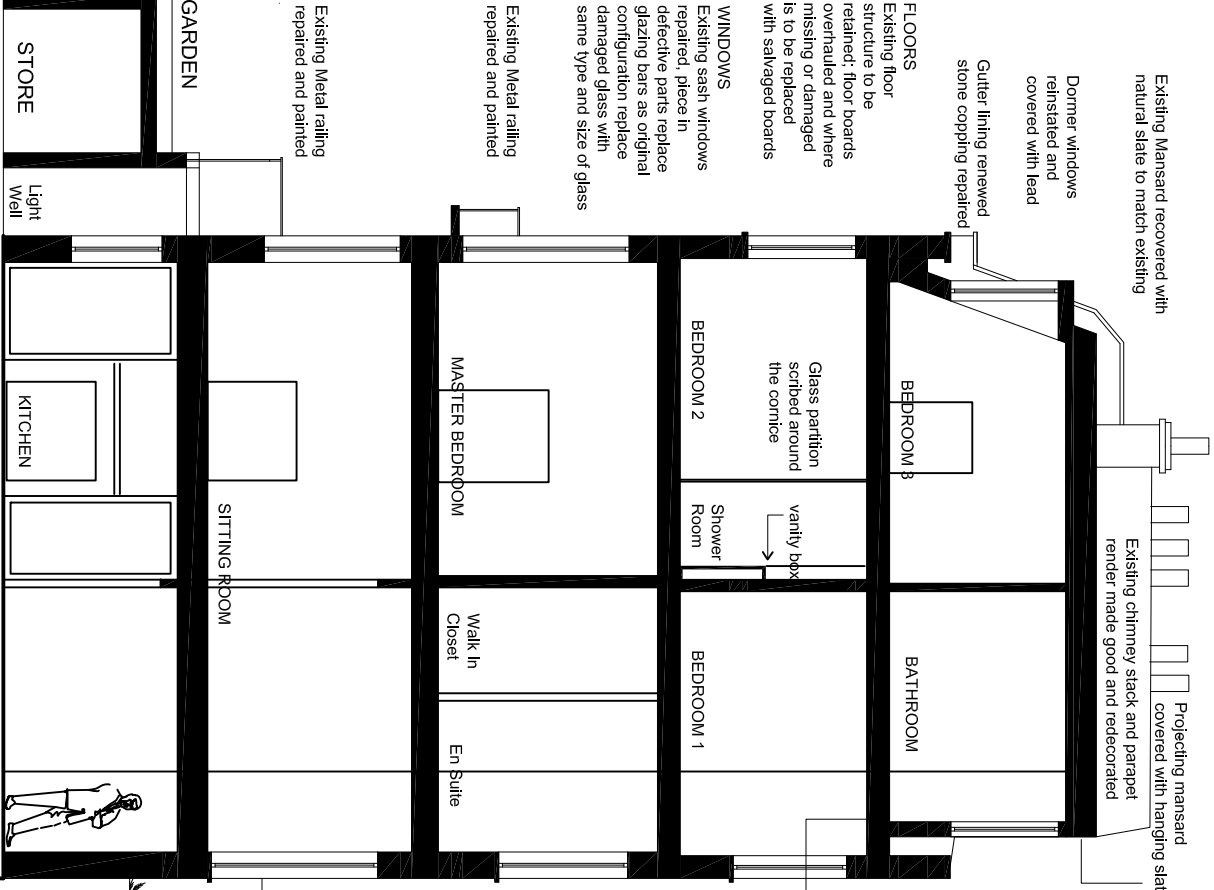 Existing Mansard recovered with
natural slate to match existing
Dormer windows
reinstated and
covered with lead
Gutter lining renewed
stone copping repaired
FLOORS
Existing floor
structure to be
retained; floor boards
overhauled and where
missing or damaged
is to be replaced
with salvaged boards
WINDOWS
Existing sash windows
repaired, piece in
defective parts replace
glazing bars as original
configuration replace
damaged glass with
same type and size of glass
Existing Metal railing
repaired and painted
Existing Metal railing
repaired and painted
GARDEN
STORE
Light
Well
Projecting mansard
covered with hanging slat
Existing chimney stack and parapet
render made good and redecorated
BEDROOM 3
BATHROOM
Glass partition
scribed around
the cornice
vanity box
BEDROOM 2
Shower
Room
BEDROOM 1
MASTER BEDROOM
Walk In
Closet
En Suite
SITTING ROOM
KITCHEN